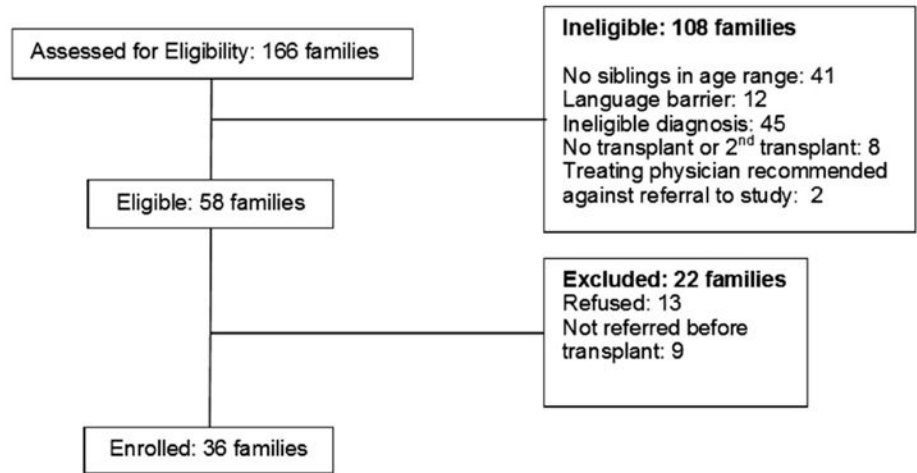 Assessed for Eligibility: 166 families
Ineligible: 108 families
No siblings in age range: 41
Language barrier: 12
Ineligible diagnosis: 45
No transplant or 2nd transplant: 8
Treating physician recommended
against referral to study: 2
Eligible: 58 families
Excluded: 22 families
Refused: 13
Not referred before
transplant: 9
Enrolled: 36 families